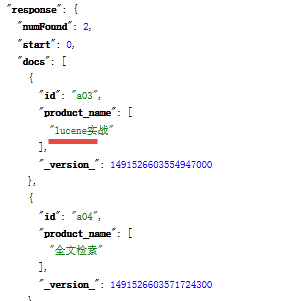 "response": {
"numFound": 2,
"start": 0,
"docs": [
{
"id": "a03",
"product_name": [
"lucene实战"
],
"_version_": 1491526603554947000
},
{
"id": "a04",
"product_name": [
"全文检索"
],
"_version_": 1491526603571724300
}